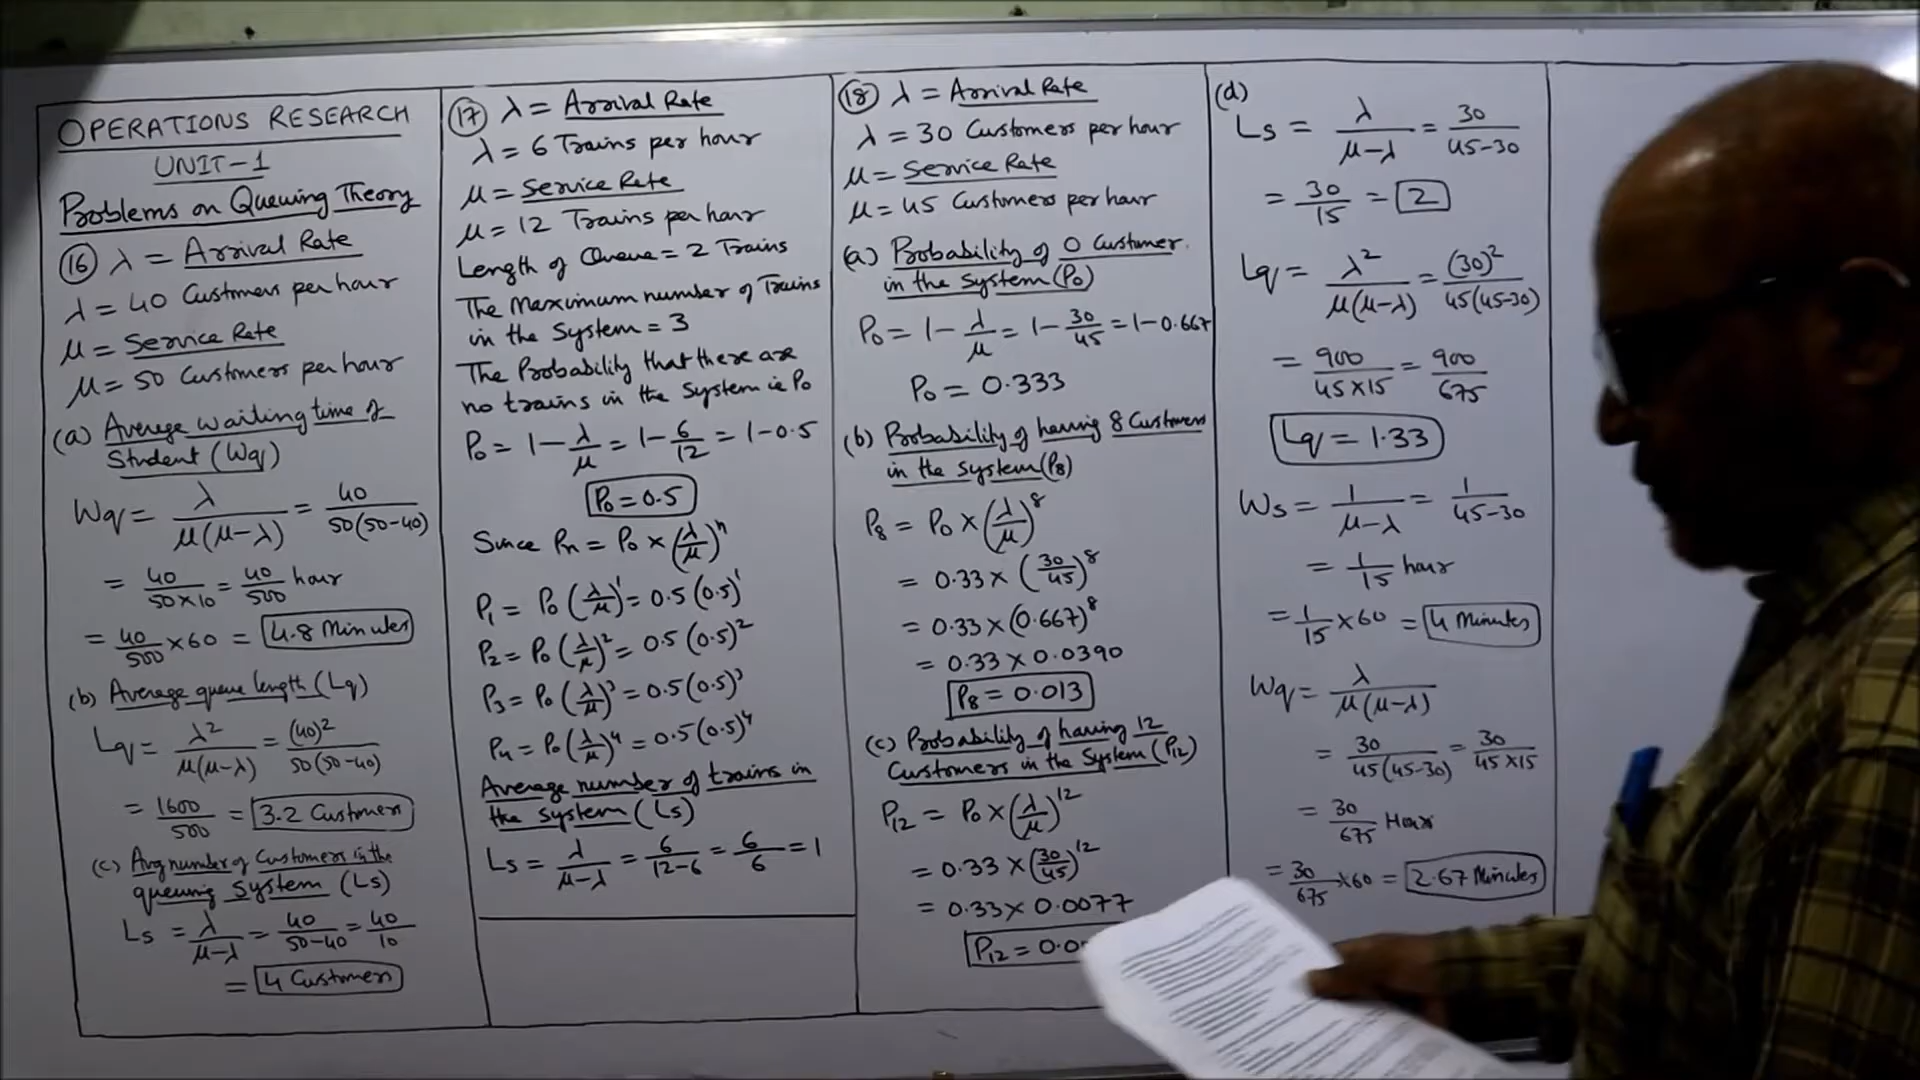 OPERATIONS RESEARCH
UNIT-1
Problems on Queuing Theory
(16) λ = Arrival Rate
λ = 40 Customers per hour
μ = Service Rate
μ = 50 Customers per hour
(a) Average waiting time of
Student (Wq)
Wq = λ/μ(μ-λ) = 40/50(50-40)
= 40/50×10 = 40/500 hour
= 40/500 ×60 = 4.8 Minutes
(b) Average queue length (Lq)
Lq = λ²/μ(μ-λ) = (40)²/50(50-40)
= 1600/500 = 3.2 Customers
(c) Avg number of Customers in the
queuing System (Ls)
Ls = λ/μ-λ = 40/50-40 = 40/10
= 4 Customers
(17) λ = Arrival Rate
λ = 6 Trains per hour
μ = Service Rate
μ = 12 Trains per hour
Length of Queue = 2 Trains
The Maximum number of Trains
in the System = 3
The Probability that there are
no trains in the System is P₀
P₀ = 1 - λ/μ = 1 - 6/12 = 1 - 0.5
P₀ = 0.5
Since Pn = P₀ × (λ/μ)ⁿ
P₁ = P₀ (λ/μ)¹ = 0.5 (0.5)¹
P₂ = P₀ (λ/μ)² = 0.5 (0.5)²
P₃ = P₀ (λ/μ)³ = 0.5 (0.5)³
P₄ = P₀ (λ/μ)⁴ = 0.5 (0.5)⁴
Average number of trains in
the System (Ls)
Ls = λ/μ-λ = 6/12-6 = 6/6 = 1
(18) λ = Arrival Rate
λ = 30 Customers per hour
μ = Service Rate
μ = 45 Customers per hour
(a) Probability of 0 Customer
in the System (P₀)
P₀ = 1 - λ/μ = 1 - 30/45 = 1 - 0.667
P₀ = 0.333
(b) Probability of having 8 Customers
in the System (P₈)
P₈ = P₀ × (λ/μ)⁸
= 0.33 × (30/45)⁸
= 0.33 × (0.667)⁸
= 0.33 × 0.0390
P₈ = 0.013
(c) Probability of having 12
Customers in the System (P₁₂)
P₁₂ = P₀ × (λ/μ)¹²
= 0.33 × (30/45)¹²
= 0.33 × 0.0077
P₁₂ = 0.0
(d)
Ls = λ/μ-λ = 30/45-30
= 30/15 = 2
Lq = λ²/μ(μ-λ) = (30)²/45(45-30)
= 900/45×15 = 900/675
Lq = 1.33
Ws = 1/μ-λ = 1/45-30
= 1/15 hour
= 1/15 ×60 = 4 Minutes
Wq = λ/μ(μ-λ)
= 30/45(45-30) = 30/45×15
= 30/675 Hour
= 30/675 ×60 = 2.67 Minutes